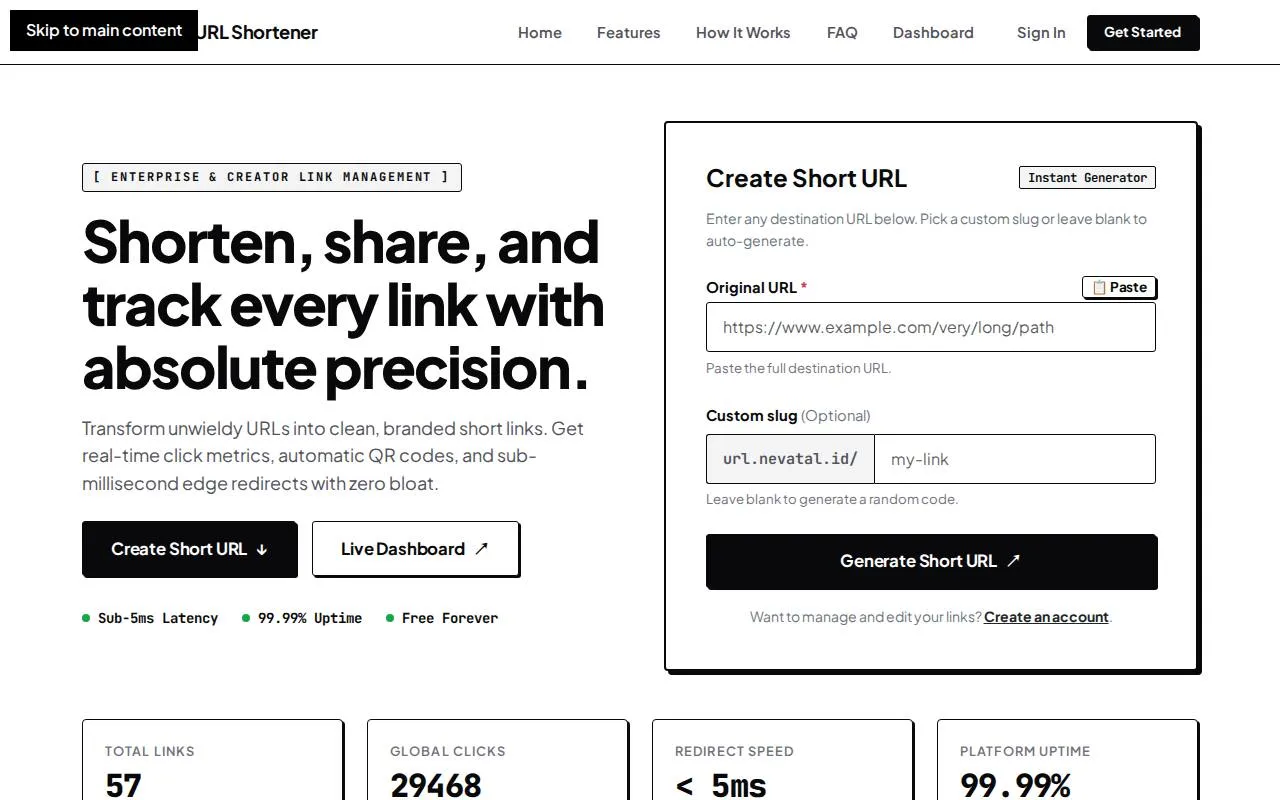 Skip to main content
URL Shortener
Home
Features
How It Works
FAQ
Dashboard
Sign In
Get Started
[ ENTERPRISE & CREATOR LINK MANAGEMENT ]
Shorten, share, and
track every link with
absolute precision.
Transform unwieldy URLs into clean, branded short links. Get
real-time click metrics, automatic QR codes, and sub-
millisecond edge redirects with zero bloat.
Create Short URL ↓
Live Dashboard ↗
Sub-5ms Latency
99.99% Uptime
Free Forever
Create Short URL
Instant Generator
Enter any destination URL below. Pick a custom slug or leave blank to
auto-generate.
Original URL *
📋 Paste
https://www.example.com/very/long/path
Paste the full destination URL.
Custom slug (Optional)
url.nevatal.id/
my-link
Leave blank to generate a random code.
Generate Short URL ↗
Want to manage and edit your links? Create an account.
TOTAL LINKS
57
GLOBAL CLICKS
29468
REDIRECT SPEED
< 5ms
PLATFORM UPTIME
99.99%